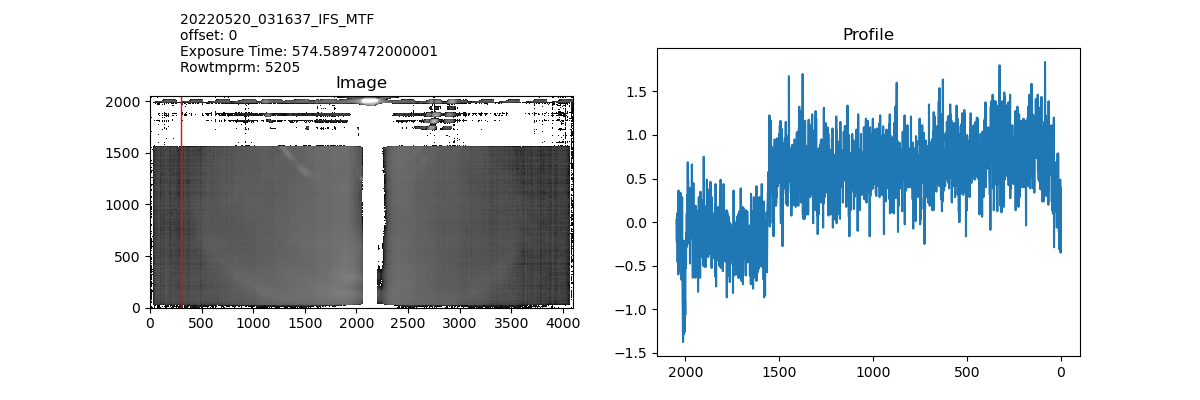 20220520_031637_IFS_MTF
offset: 0
Exposure Time: 574.5897472000001
Rowtmprm: 5205
Image
2000
1500
1000
500
0
0 500 1000 1500 2000 2500 3000 3500 4000
Profile
1.5
1.0
0.5
0.0
−0.5
−1.0
−1.5
2000 1500 1000 500 0